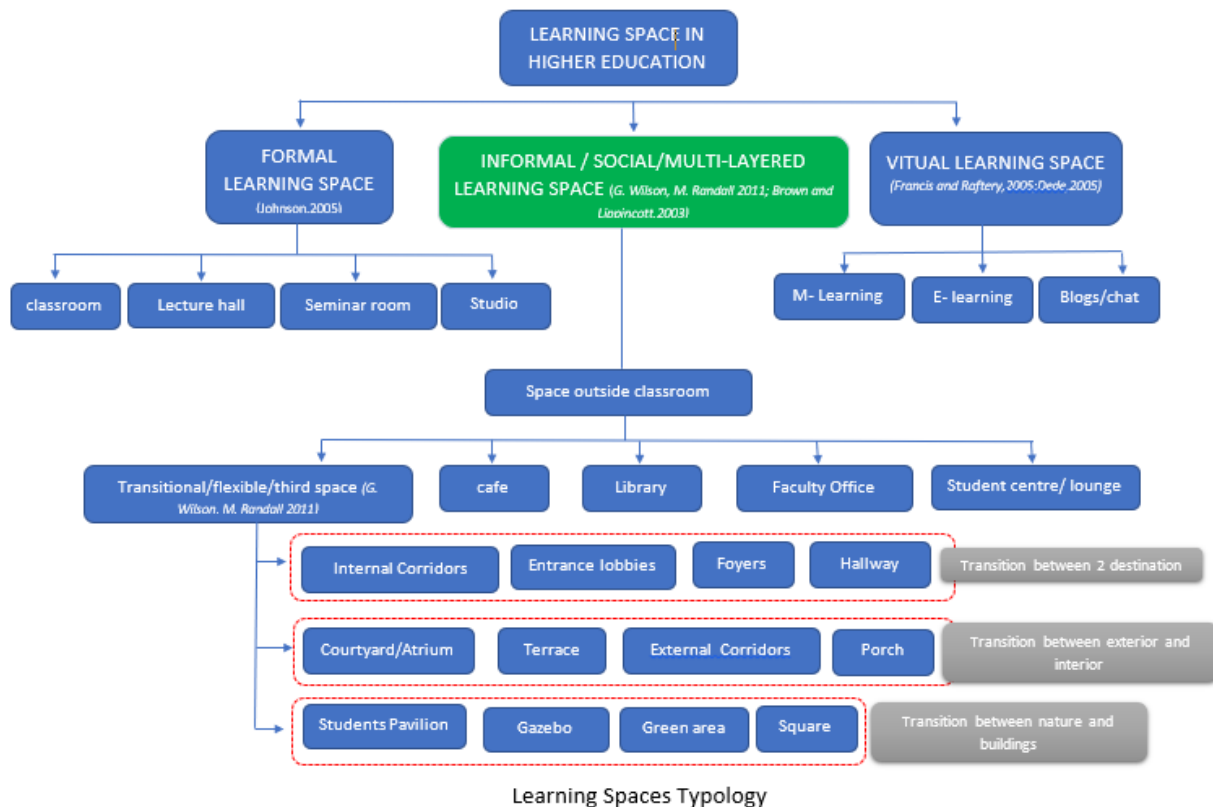 LEARNING SPACE IN
HIGHER EDUCATION
FORMAL
LEARNING SPACE
(Johnson.2005)
INFORMAL / SOCIAL/MULTI-LAYERED
LEARNING SPACE (G. Wilson, M. Randall 2011; Brown and
Lippincott.2003)
VITUAL LEARNING SPACE
(Francis and Raftery, 2005:Dede.2005)
classroom
Lecture hall
Seminar room
Studio
M- Learning
E- learning
Blogs/chat
Space outside classroom
Transitional/flexible/third space (G.
Wilson. M. Randall 2011)
cafe
Library
Faculty Office
Student centre/ lounge
Internal Corridors
Entrance lobbies
Foyers
Hallway
Transition between 2 destination
Courtyard/Atrium
Terrace
External Corridors
Porch
Transition between exterior and
interior
Students Pavilion
Gazebo
Green area
Square
Transition between nature and
buildings
Learning Spaces Typology